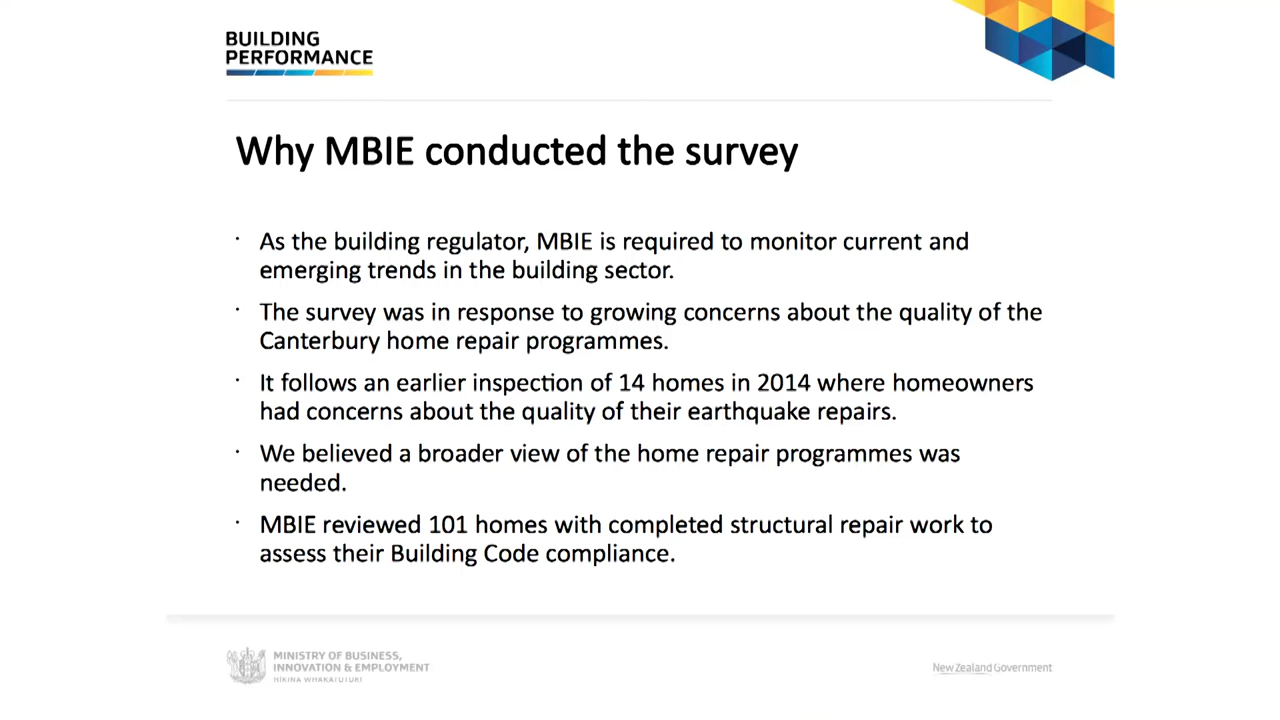 BUILDING
PERFORMANCE
Why MBIE conducted the survey
· As the building regulator, MBIE is required to monitor current and
emerging trends in the building sector.
· The survey was in response to growing concerns about the quality of the
Canterbury home repair programmes.
· It follows an earlier inspection of 14 homes in 2014 where homeowners
had concerns about the quality of their earthquake repairs.
· We believed a broader view of the home repair programmes was
needed.
· MBIE reviewed 101 homes with completed structural repair work to
assess their Building Code compliance.
MINISTRY OF BUSINESS,
INNOVATION & EMPLOYMENT
HIKINA WHAKATUTUKI
New Zealand Government